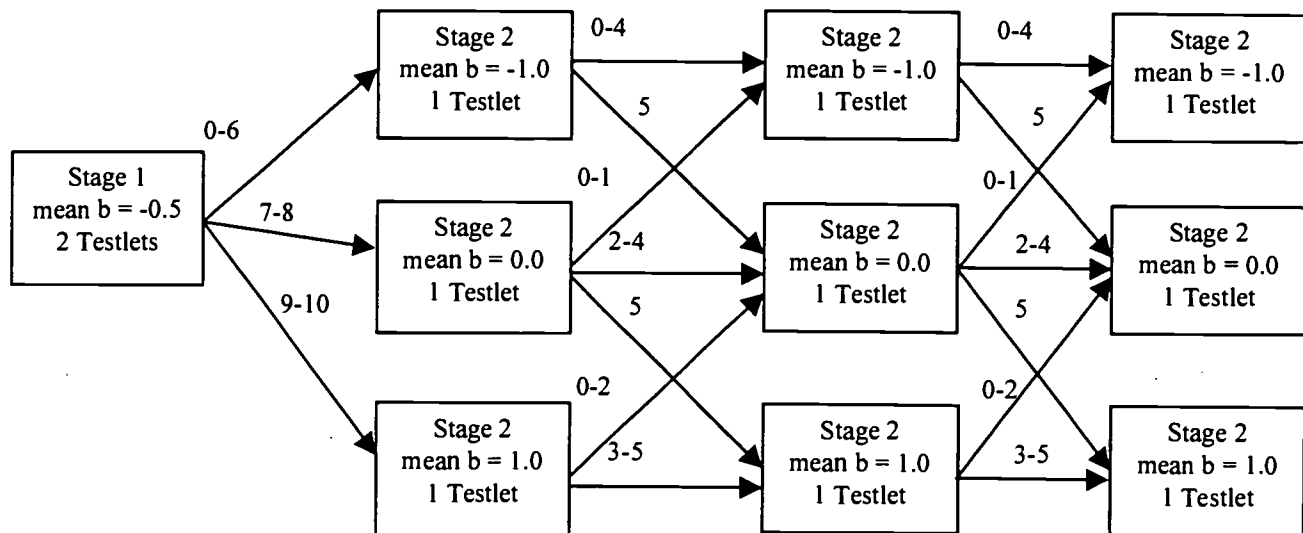 Stage 1
mean b = -0.5
2 Testlets
0-6
7-8
9-10
Stage 2
mean b = -1.0
1 Testlet
Stage 2
mean b = 0.0
1 Testlet
Stage 2
mean b = 1.0
1 Testlet
0-4
5
0-1
2-4
5
0-2
3-5
Stage 2
mean b = -1.0
1 Testlet
Stage 2
mean b = 0.0
1 Testlet
Stage 2
mean b = 1.0
1 Testlet
0-4
5
0-1
2-4
5
0-2
3-5
Stage 2
mean b = -1.0
1 Testlet
Stage 2
mean b = 0.0
1 Testlet
Stage 2
mean b = 1.0
1 Testlet